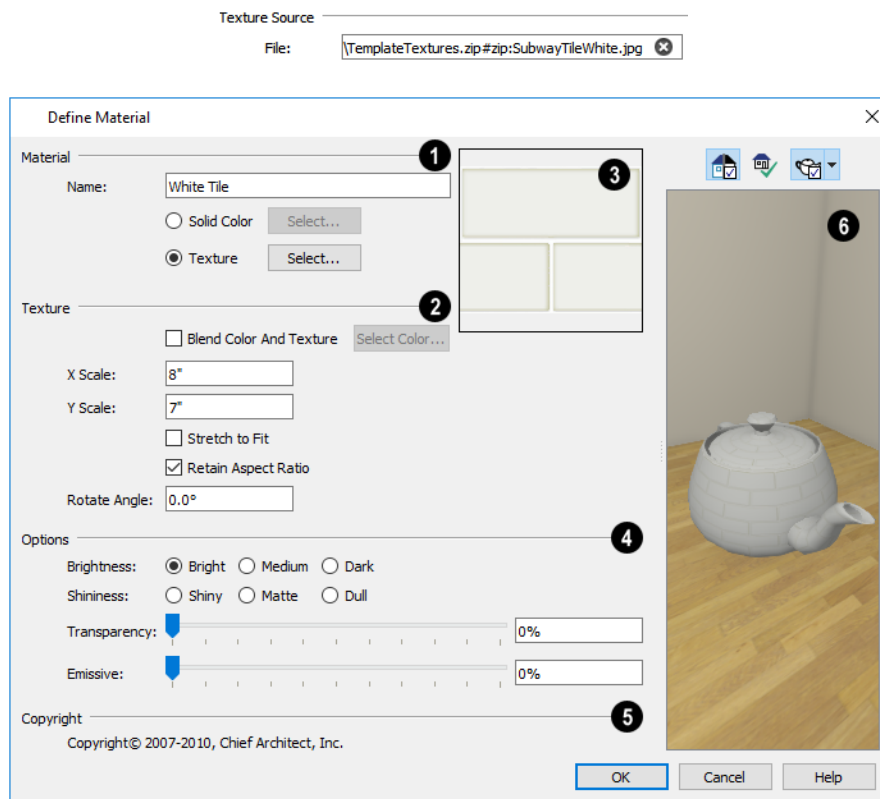 Texture Source
File: \TemplateTextures.zip#zip:SubwayTileWhite.jpg
Define Material
Material 1
Name: White Tile
Solid Color Select...
Texture Select...
3
Texture 2
Blend Color And Texture Select Color...
X Scale: 8"
Y Scale: 7"
Stretch to Fit
Retain Aspect Ratio
Rotate Angle: 0.0°
6
Options 4
Brightness: Bright Medium Dark
Shininess: Shiny Matte Dull
Transparency: 0%
Emissive: 0%
Copyright 5
Copyright© 2007-2010, Chief Architect, Inc.
OK Cancel Help